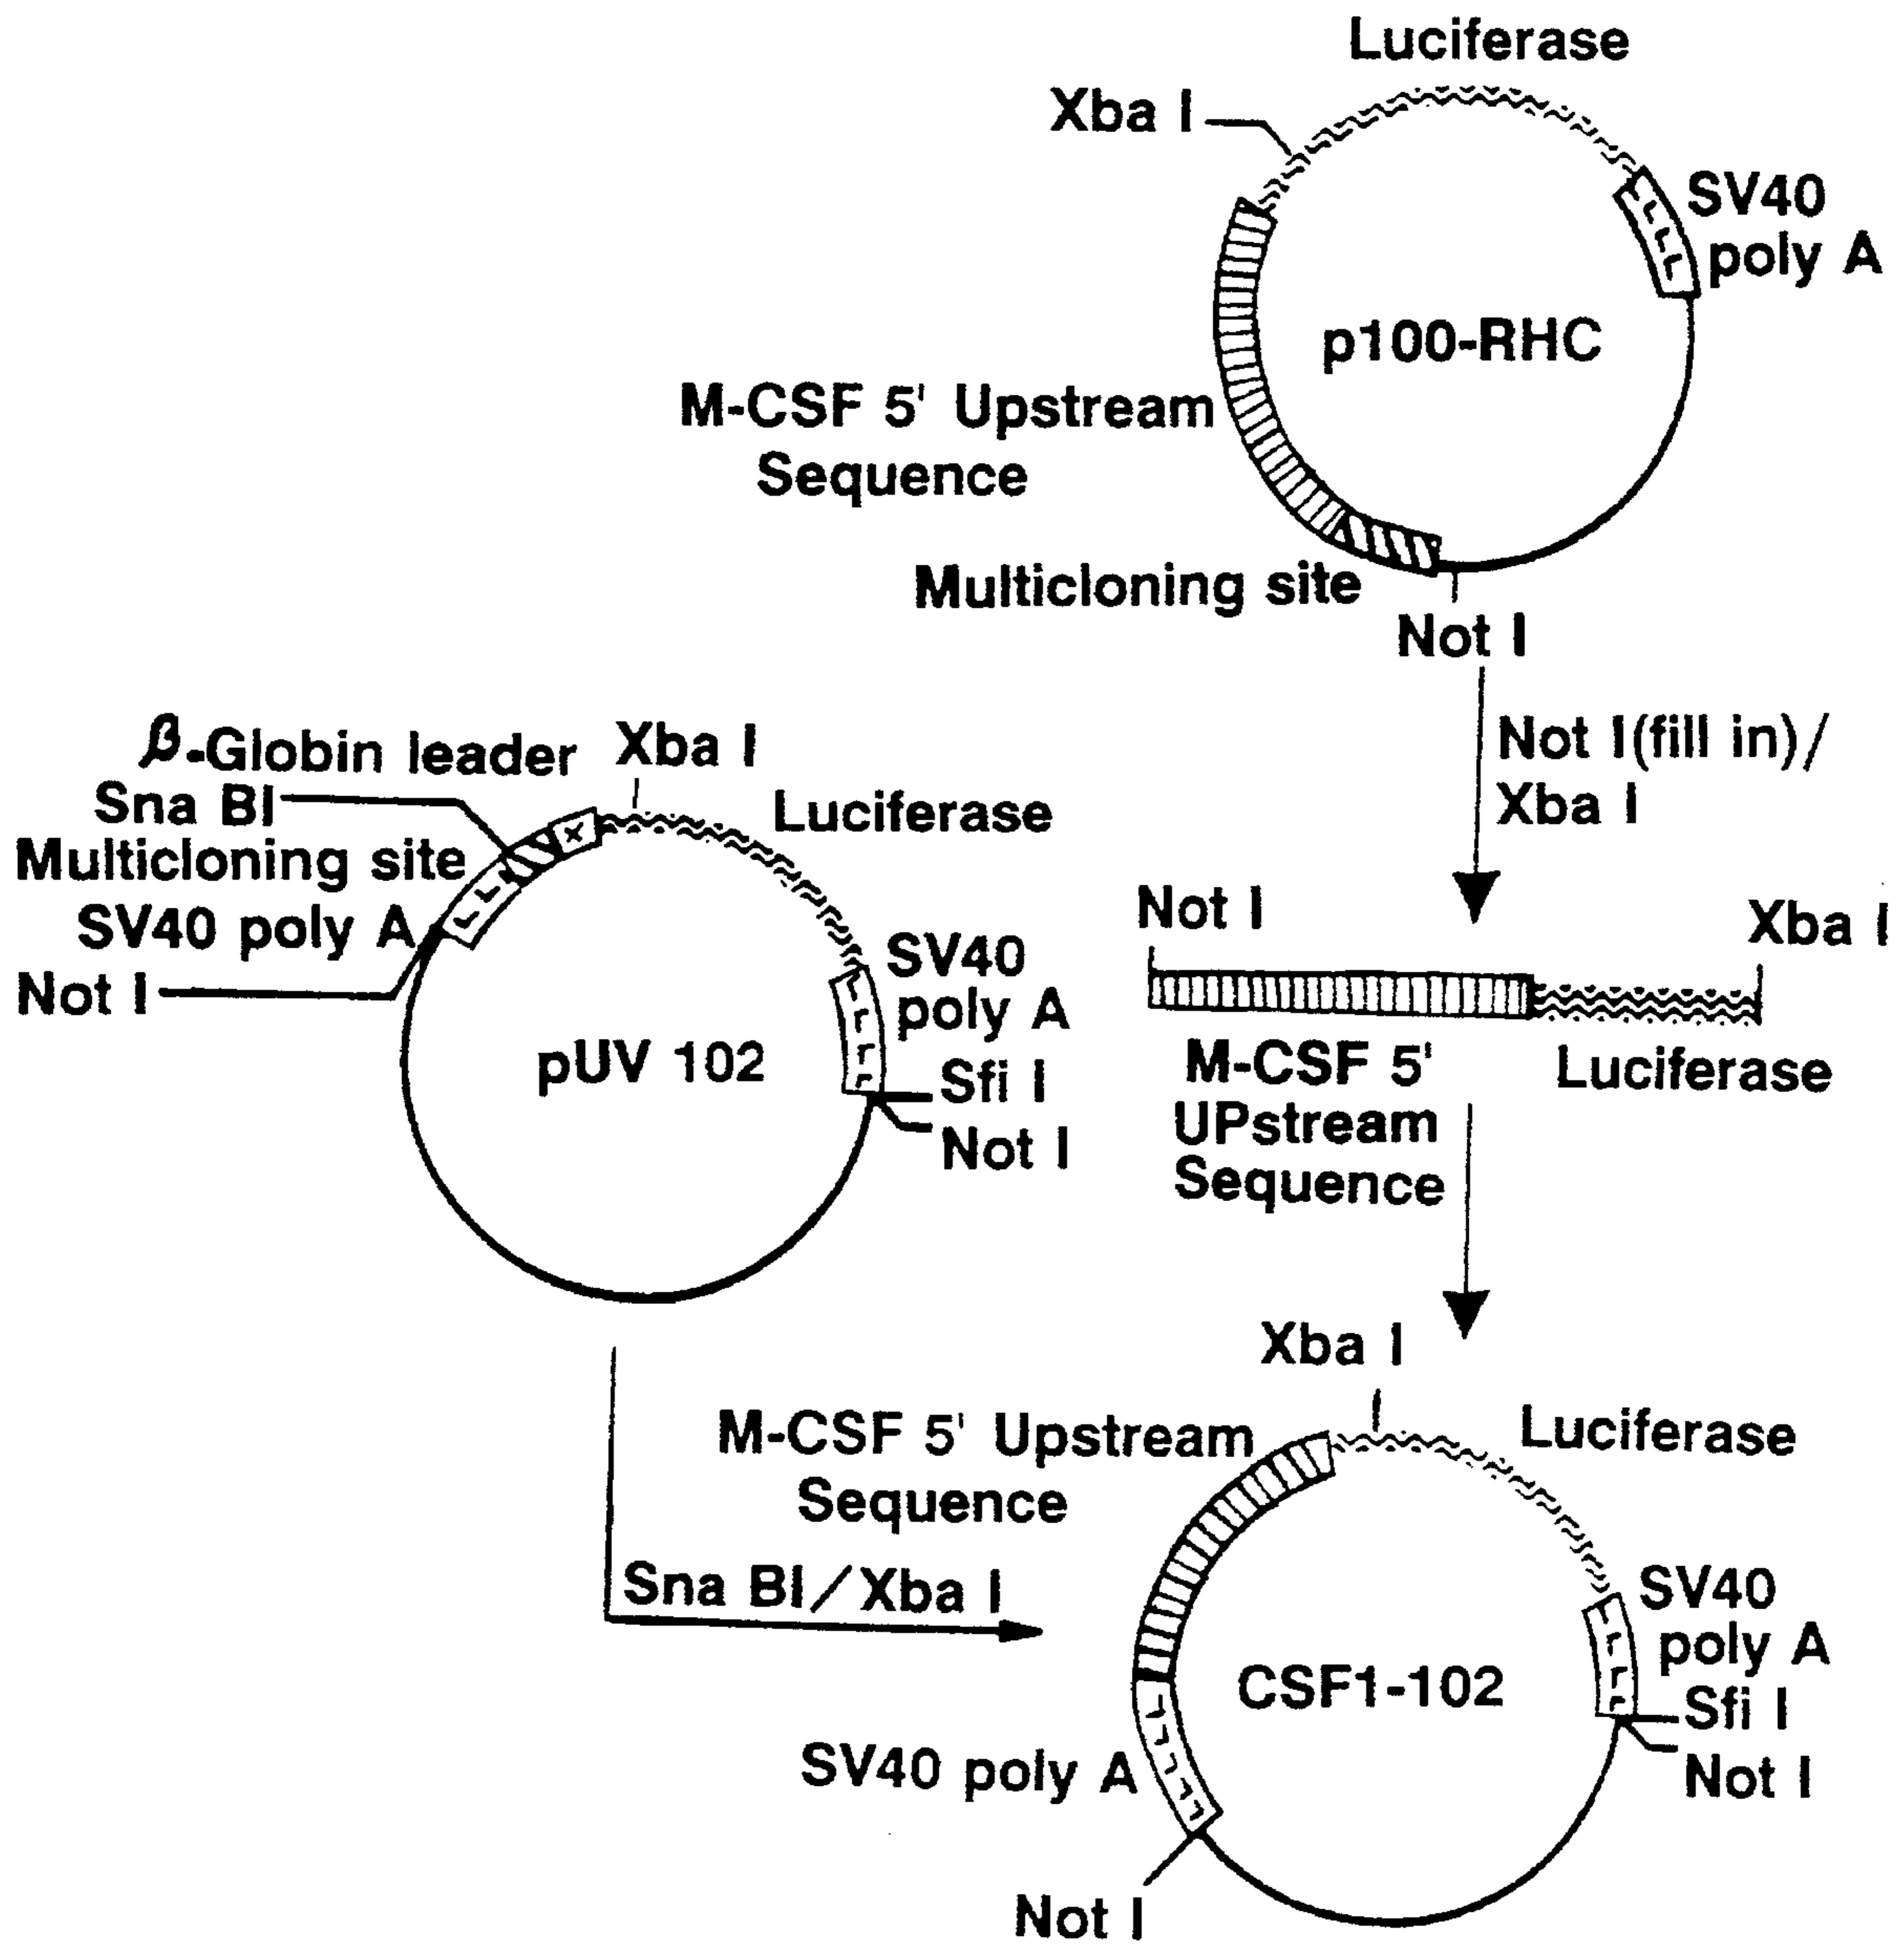 Luciferase
Xba I
SV40
poly A
p100-RHC
M-CSF 5' Upstream
Sequence
Multicloning site
Not I
Not I(fill in)/
Xba I
β-Globin leader
Xba I
Sna BI
Luciferase
Multicloning site
SV40 poly A
Not I
SV40
poly A
pUV 102
Sfi I
Not I
Not I
Xba I
M-CSF 5'
UPstream
Sequence
Luciferase
Xba I
M-CSF 5' Upstream
Sequence
Luciferase
Sna BI/Xba I
SV40
poly A
CSF1-102
Sfi I
Not I
SV40 poly A
Not I